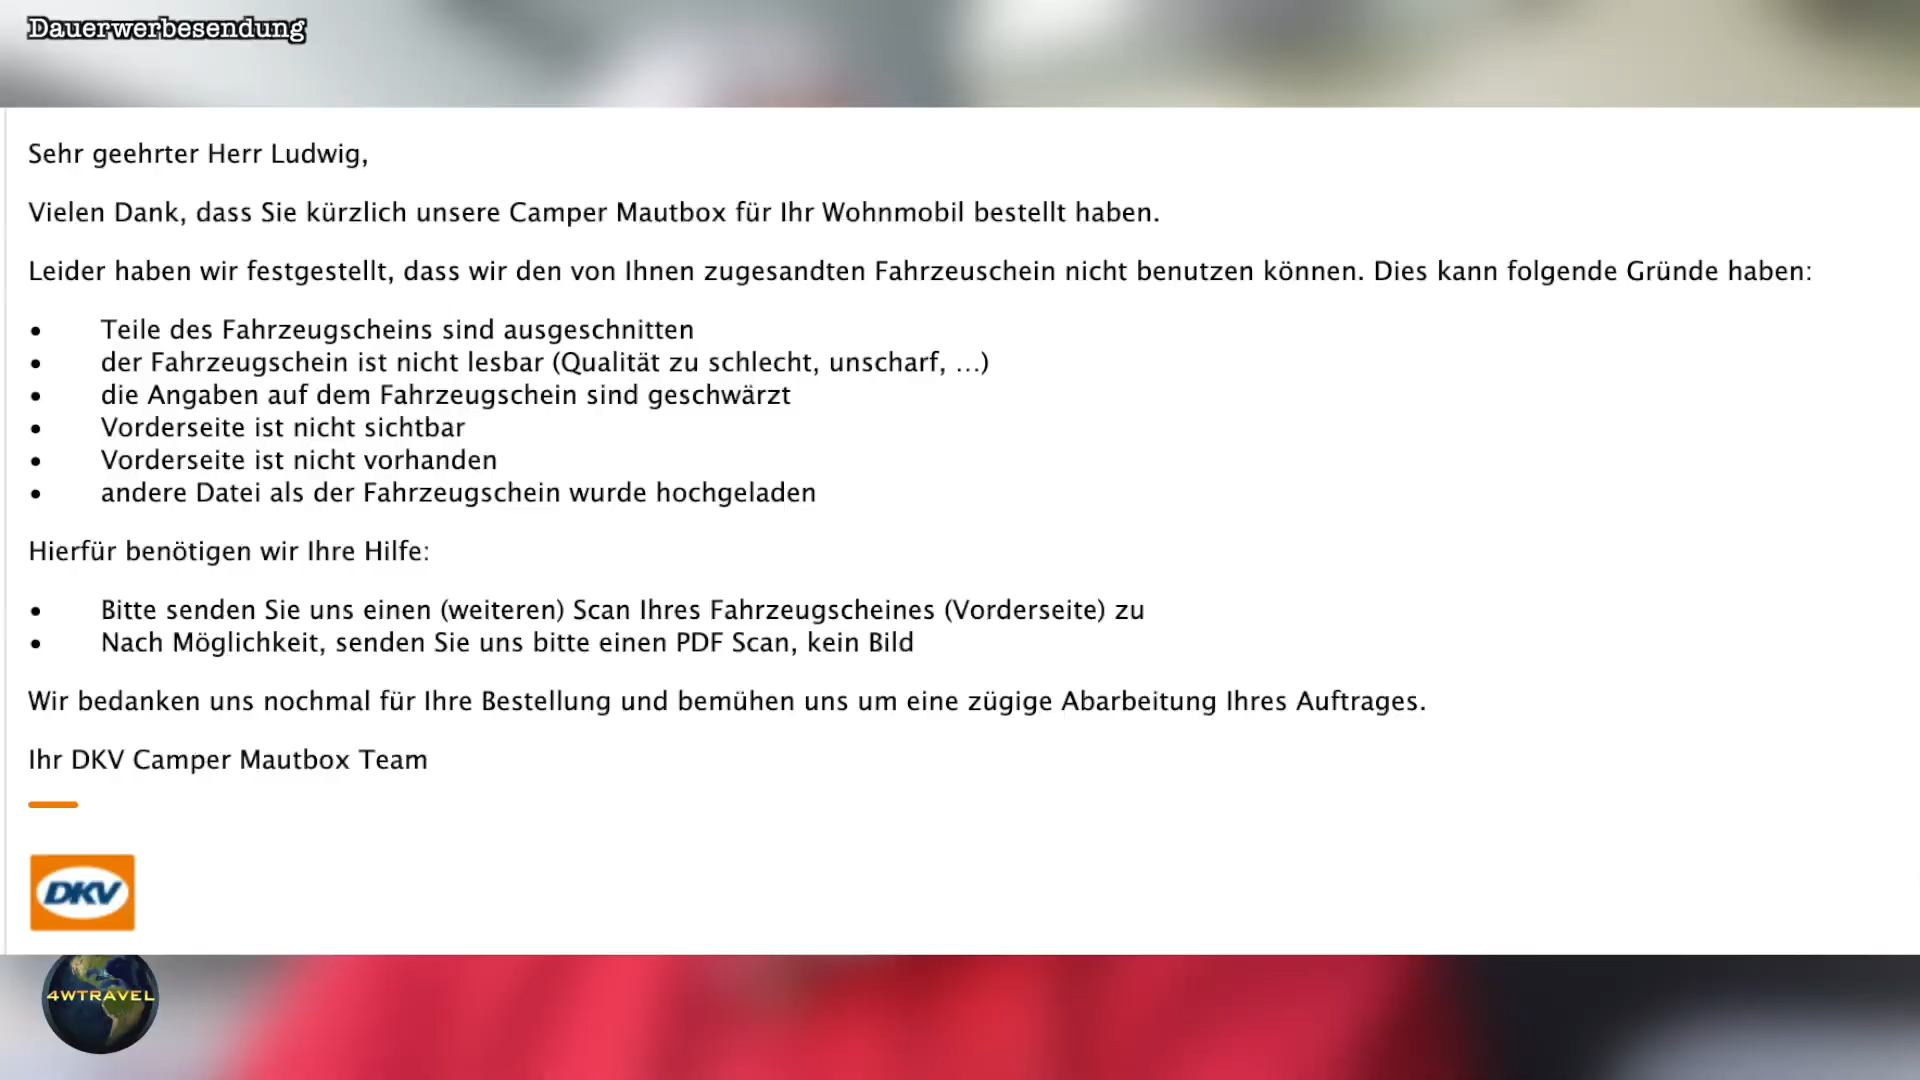 Dauerwerbesendung
Sehr geehrter Herr Ludwig,
Vielen Dank, dass Sie kürzlich unsere Camper Mautbox für Ihr Wohnmobil bestellt haben.
Leider haben wir festgestellt, dass wir den von Ihnen zugesandten Fahrzeuschein nicht benutzen können. Dies kann folgende Gründe haben:
• Teile des Fahrzeugscheins sind ausgeschnitten
• der Fahrzeugschein ist nicht lesbar (Qualität zu schlecht, unscharf, ...)
• die Angaben auf dem Fahrzeugschein sind geschwärzt
• Vorderseite ist nicht sichtbar
• Vorderseite ist nicht vorhanden
• andere Datei als der Fahrzeugschein wurde hochgeladen
Hierfür benötigen wir Ihre Hilfe:
• Bitte senden Sie uns einen (weiteren) Scan Ihres Fahrzeugscheines (Vorderseite) zu
• Nach Möglichkeit, senden Sie uns bitte einen PDF Scan, kein Bild
Wir bedanken uns nochmal für Ihre Bestellung und bemühen uns um eine zügige Abarbeitung Ihres Auftrages.
Ihr DKV Camper Mautbox Team
DKV
4WTRAVEL